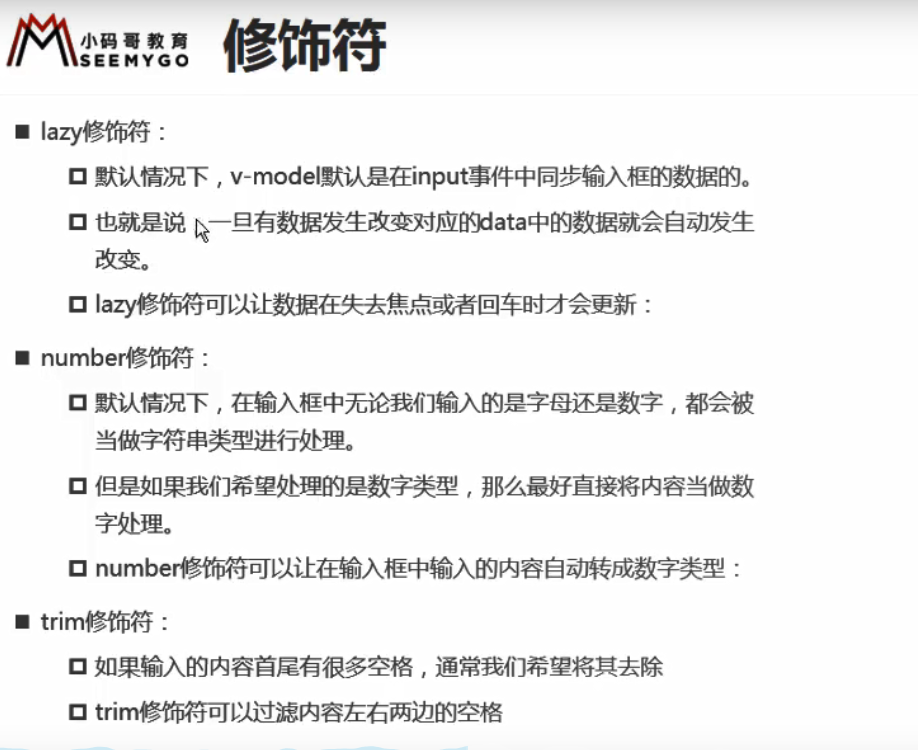 小码哥教育
SEEMYGO
修饰符
lazy修饰符：
默认情况下，v-model默认是在input事件中同步输入框的数据的。
也就是说，一旦有数据发生改变对应的data中的数据就会自动发生
改变。
lazy修饰符可以让数据在失去焦点或者回车时才会更新：
number修饰符：
默认情况下，在输入框中无论我们输入的是字母还是数字，都会被
当做字符串类型进行处理。
但是如果我们希望处理的是数字类型，那么最好直接将内容当做数
字处理。
number修饰符可以让在输入框中输入的内容自动转成数字类型：
trim修饰符：
如果输入的内容首尾有很多空格，通常我们希望将其去除
trim修饰符可以过滤内容左右两边的空格